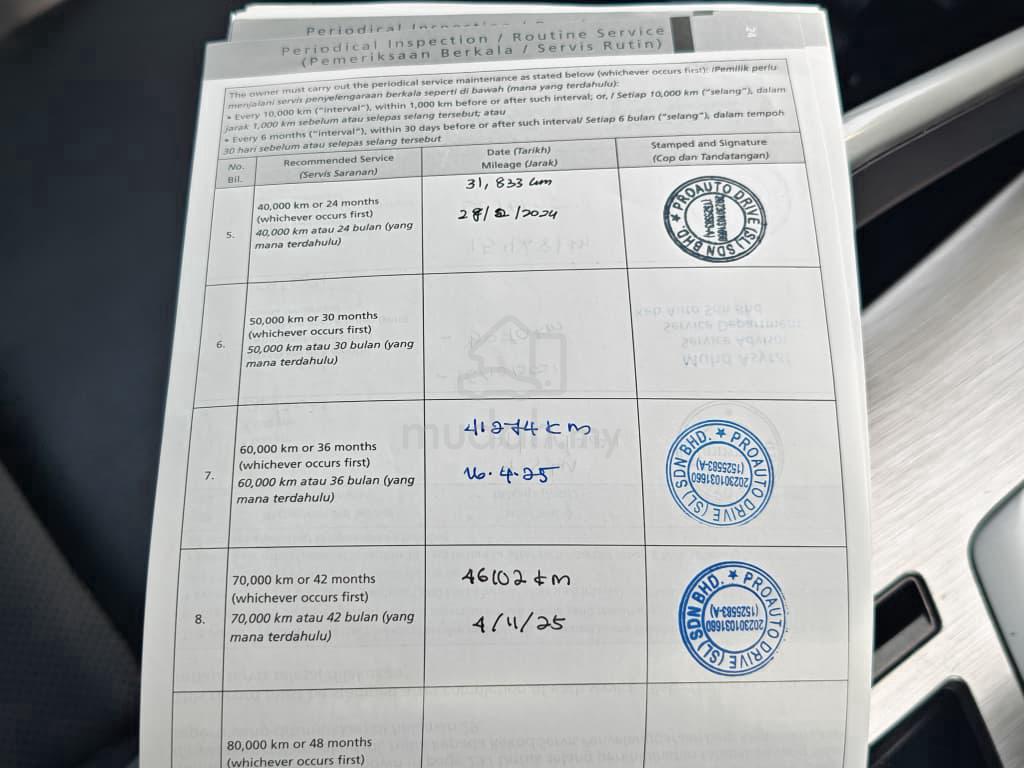 Periodical Inspection / Routine Service
(Pemeriksaan Berkala / Servis Rutin)
24
The owner must carry out the periodical service maintenance as stated below (whichever occurs first): /Pemilik perlu
menjalani servis penyelengaraan berkala seperti di bawah (mana yang terdahulu):
• Every 10,000 km ("interval"), within 1,000 km before or after such interval; or, / Setiap 10,000 km ("selang"), dalam
jarak 1,000 km sebelum atau selepas selang tersebut; atau
• Every 6 months ("interval"), within 30 days before or after such interval/ Setiap 6 bulan ("selang"), dalam tempoh
30 hari sebelum atau selepas selang tersebut
No.
Bil.
Recommended Service
(Servis Saranan)
Date (Tarikh)
Mileage (Jarak)
Stamped and Signature
(Cop dan Tandatangan)
5.
40,000 km or 24 months
(whichever occurs first)
40,000 km atau 24 bulan (yang
mana terdahulu)
31,833 km
28/2/2024
PROAUTO DRIVE (SL) SDN BHD.
(1525583-A)
6.
50,000 km or 30 months
(whichever occurs first)
50,000 km atau 30 bulan (yang
mana terdahulu)
7.
60,000 km or 36 months
(whichever occurs first)
60,000 km atau 36 bulan (yang
mana terdahulu)
41274 km
16.4.25
PROAUTO DRIVE (SL) SDN BHD.
202301031660
(1525583-A)
mudah.my
8.
70,000 km or 42 months
(whichever occurs first)
70,000 km atau 42 bulan (yang
mana terdahulu)
46102 km
4/11/25
PROAUTO DRIVE (SL) SDN BHD.
202301031660
(1525583-A)
80,000 km or 48 months
(whichever occurs first)